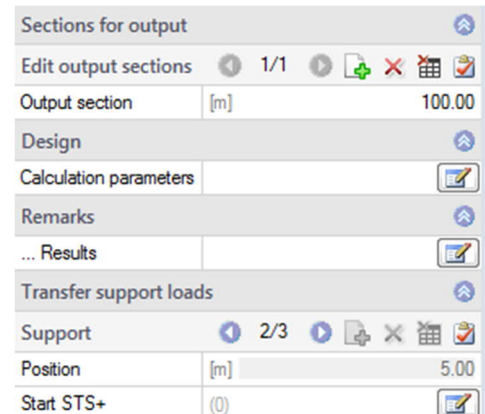 Sections for output
Edit output sections 1/1
Output section [m] 100.00
Design
Calculation parameters
Remarks
... Results
Transfer support loads
Support 2/3
Position [m] 5.00
Start STS+ (0)